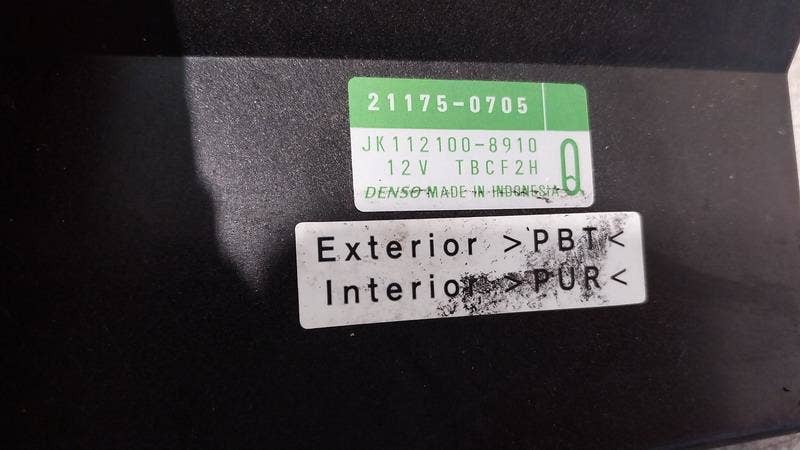 21175-0705
JK112100-8910
12V TBCF2H
DENSO MADE IN INDONESIA
Exterior >PBT<
Interior >PUR<